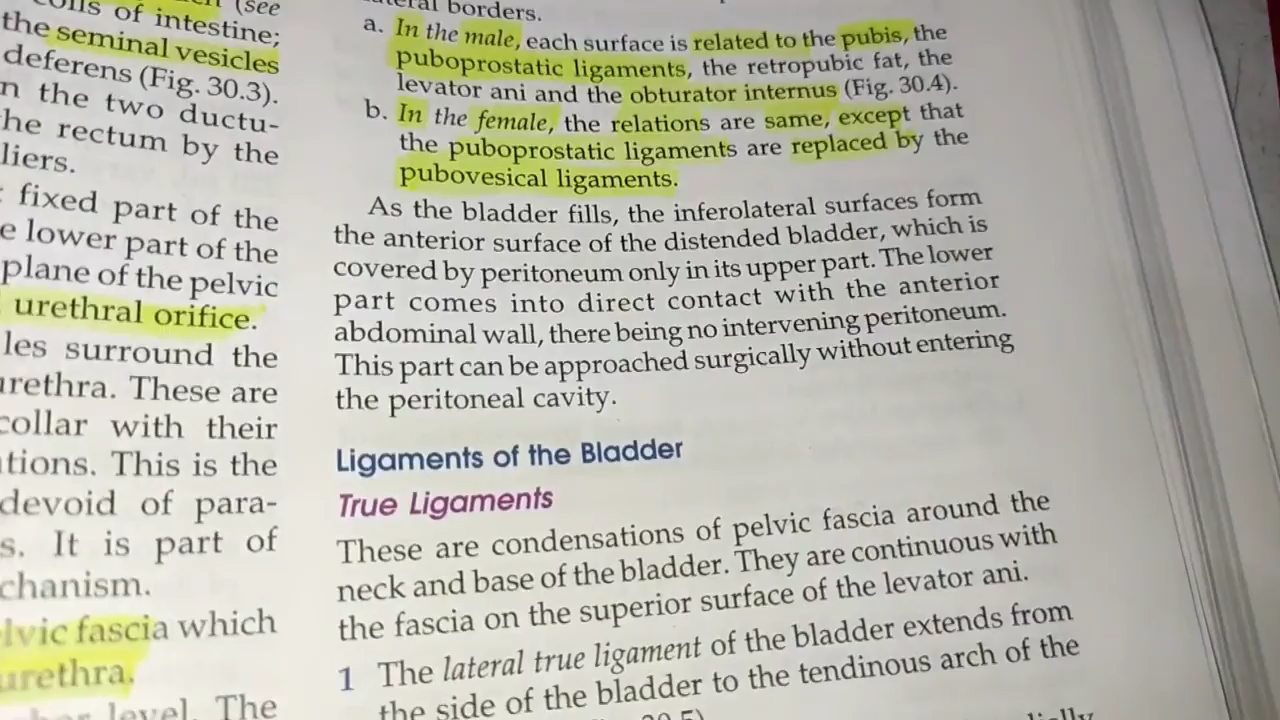 (see
coils of intestine;
the seminal vesicles
deferens (Fig. 30.3).
n the two ductu-
he rectum by the
liers.
fixed part of the
e lower part of the
plane of the pelvic
urethral orifice.
les surround the
urethra. These are
collar with their
tions. This is the
devoid of para-
s. It is part of
chanism.
lvic fascia which
urethra.
level. The
lateral borders.
a. In the male, each surface is related to the pubis, the
puboprostatic ligaments, the retropubic fat, the
levator ani and the obturator internus (Fig. 30.4).
b. In the female, the relations are same, except that
the puboprostatic ligaments are replaced by the
pubovesical ligaments.
As the bladder fills, the inferolateral surfaces form
the anterior surface of the distended bladder, which is
covered by peritoneum only in its upper part. The lower
part comes into direct contact with the anterior
abdominal wall, there being no intervening peritoneum.
This part can be approached surgically without entering
the peritoneal cavity.
Ligaments of the Bladder
True Ligaments
These are condensations of pelvic fascia around the
neck and base of the bladder. They are continuous with
the fascia on the superior surface of the levator ani.
1 The lateral true ligament of the bladder extends from
the side of the bladder to the tendinous arch of the